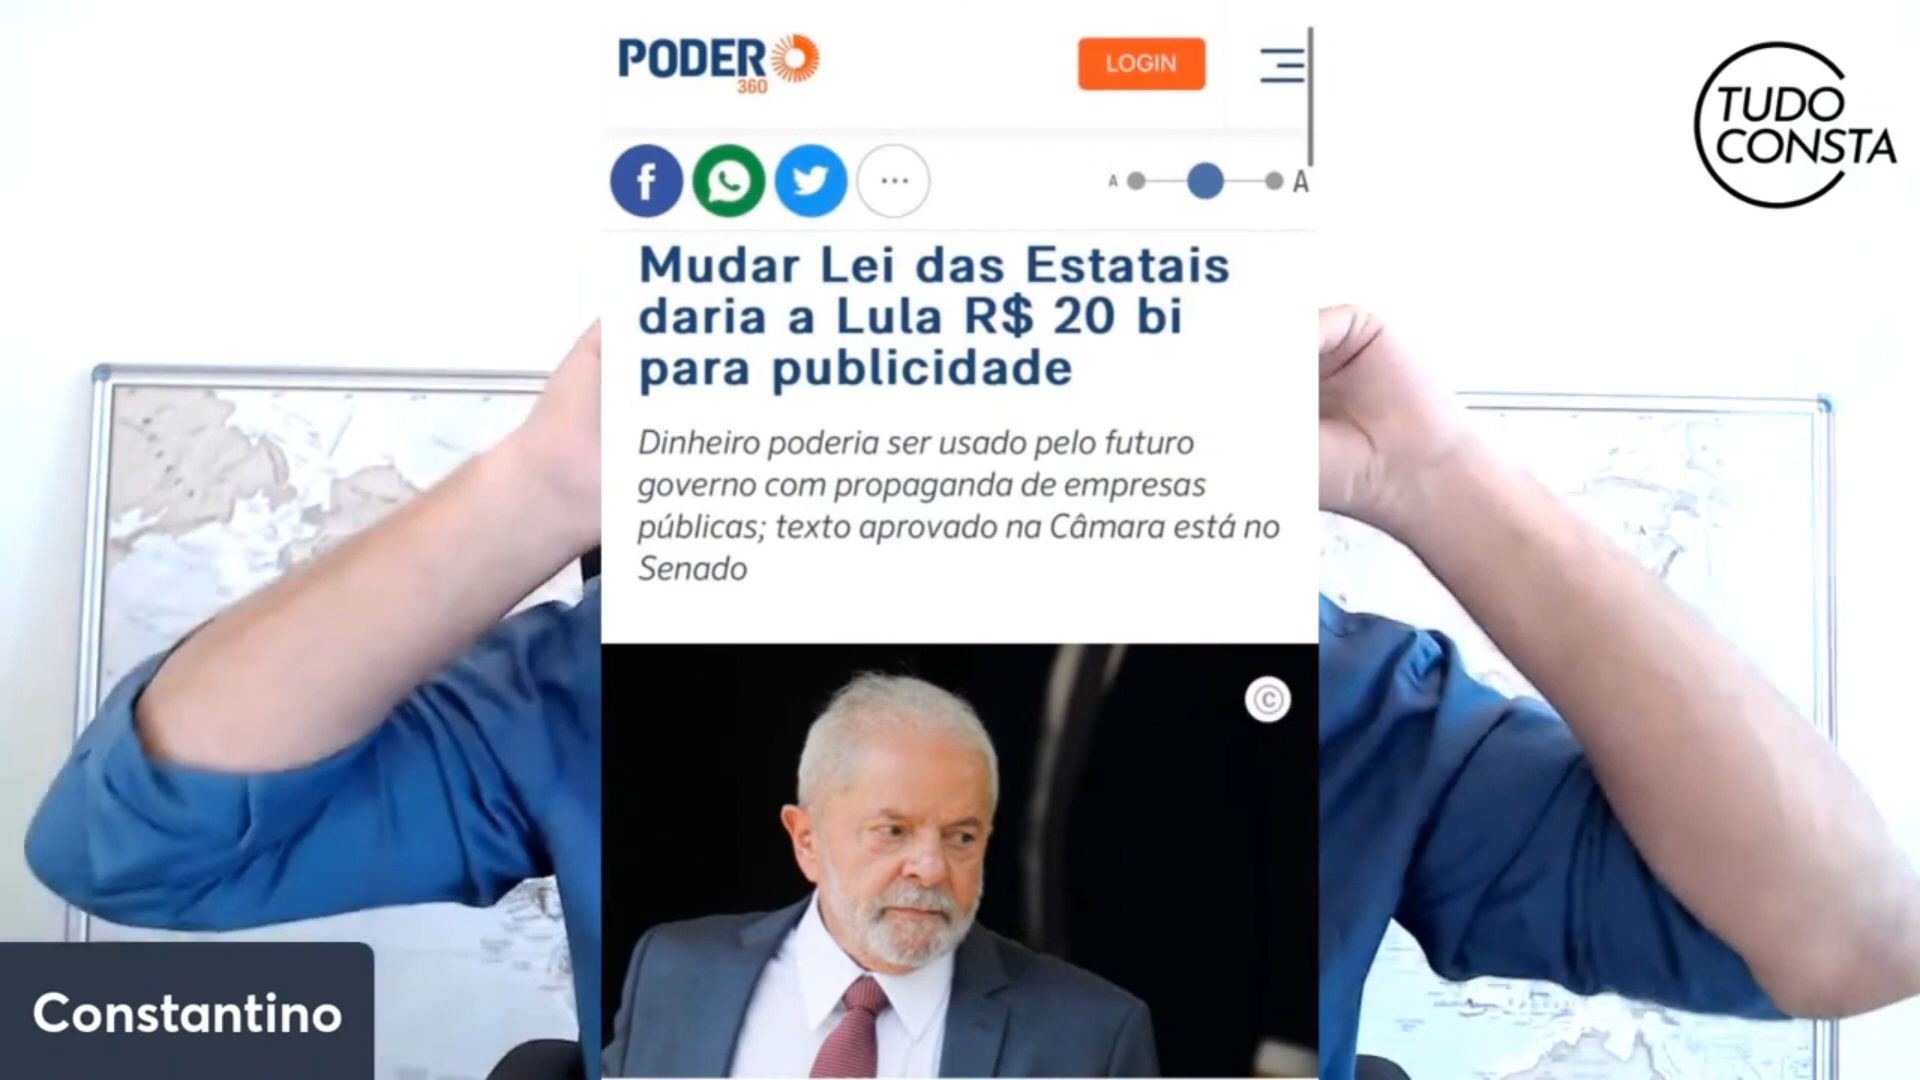 PODER
360
LOGIN
TUDO
CONSTA
A A
Mudar Lei das Estatais
daria a Lula R$ 20 bi
para publicidade
Dinheiro poderia ser usado pelo futuro
governo com propaganda de empresas
públicas; texto aprovado na Câmara está no
Senado
©
Constantino